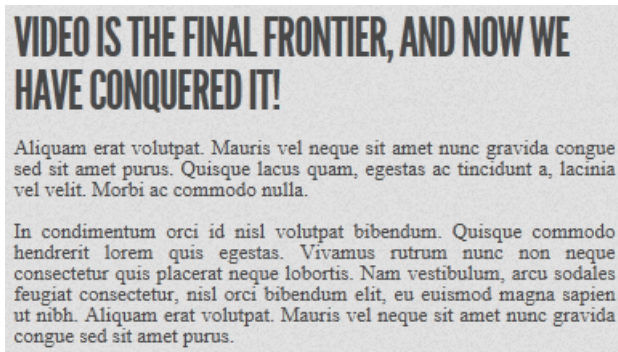 VIDEO IS THE FINAL FRONTIER, AND NOW WE
HAVE CONQUERED IT!
Aliquam erat volutpat. Mauris vel neque sit amet nunc gravida congue
sed sit amet purus. Quisque lacus quam, egestas ac tincidunt a, lacinia
vel velit. Morbi ac commodo nulla.
In condimentum orci id nisl volutpat bibendum. Quisque commodo
hendrerit lorem quis egestas. Vivamus rutrum nunc non neque
consectetur quis placerat neque lobortis. Nam vestibulum, arcu sodales
feugiat consectetur, nisl orci bibendum elit, eu euismod magna sapien
ut nibh. Aliquam erat volutpat. Mauris vel neque sit amet nunc gravida
congue sed sit amet purus.